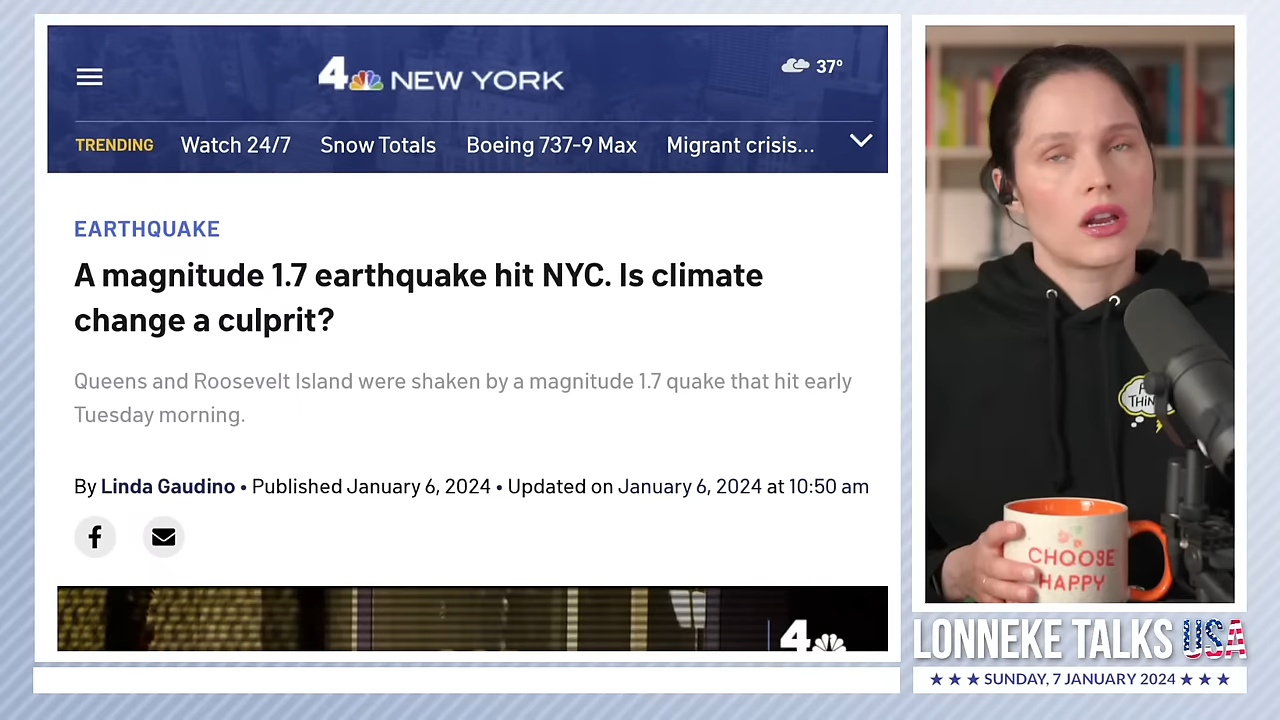 4 NEW YORK
37°
TRENDING Watch 24/7 Snow Totals Boeing 737-9 Max Migrant crisis...
EARTHQUAKE
A magnitude 1.7 earthquake hit NYC. Is climate
change a culprit?
Queens and Roosevelt Island were shaken by a magnitude 1.7 quake that hit early
Tuesday morning.
By Linda Gaudino • Published January 6, 2024 • Updated on January 6, 2024 at 10:50 am
4
CHOOSE
HAPPY
LONNEKE TALKS USA
★ ★ ★ SUNDAY, 7 JANUARY 2024 ★ ★ ★